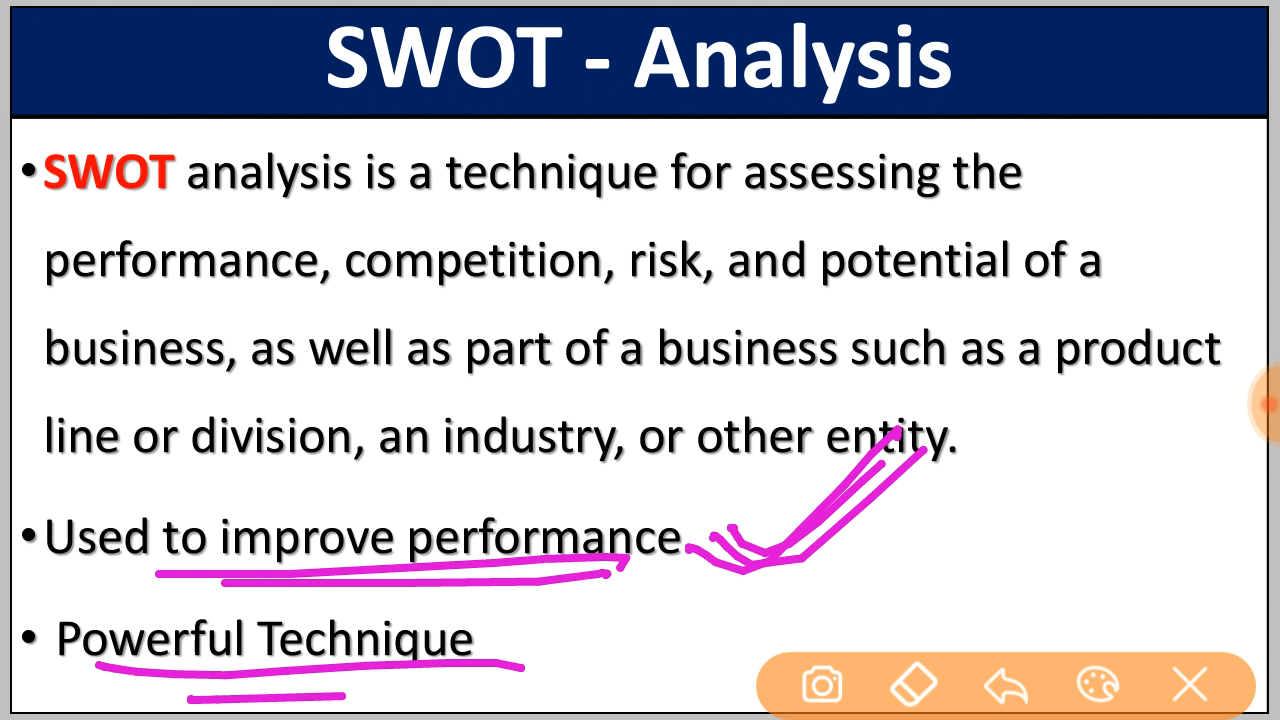 SWOT - Analysis
• SWOT analysis is a technique for assessing the
performance, competition, risk, and potential of a
business, as well as part of a business such as a product
line or division, an industry, or other entity.
• Used to improve performance.
• Powerful Technique